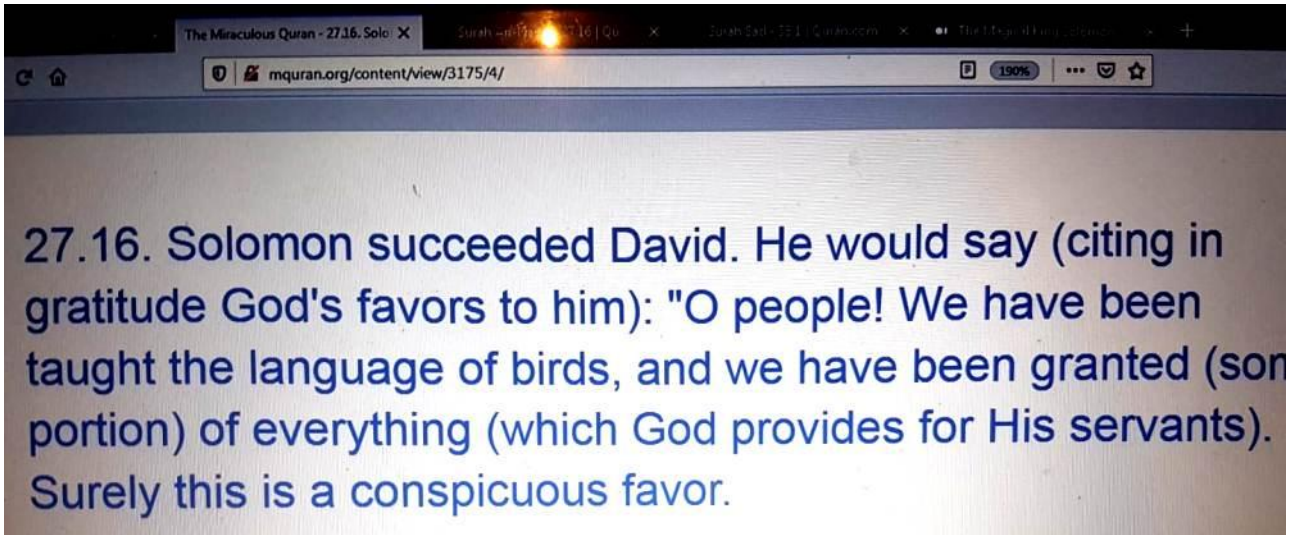 The Miraculous Quran - 27.16. Solo
mquran.org/content/view/3175/4/
190%
27.16. Solomon succeeded David. He would say (citing in
gratitude God's favors to him): "O people! We have been
taught the language of birds, and we have been granted (som
portion) of everything (which God provides for His servants).
Surely this is a conspicuous favor.